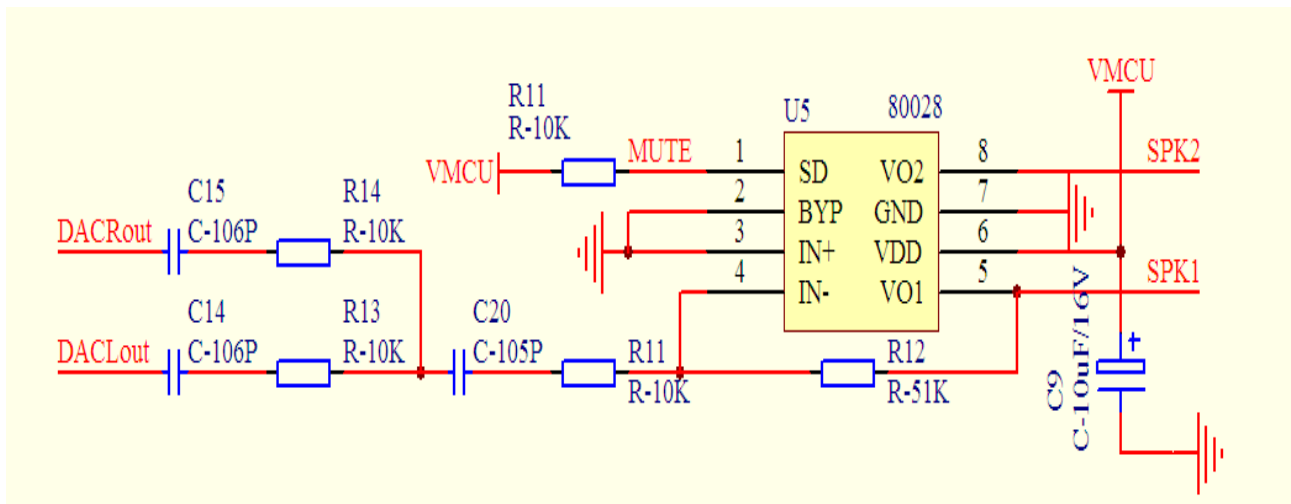 VMCU
R11
R-10K
VMCU
MUTE
U5
80028
1
2
3
4
SD
BYP
IN+
IN-
VO2
GND
VDD
VO1
8
7
6
5
SPK2
SPK1
C15
C-106P
R14
R-10K
DACRout
C14
C-106P
R13
R-10K
DACLout
C20
C-105P
R11
R-10K
R12
R-51K
+
C9
C-10uF/16V